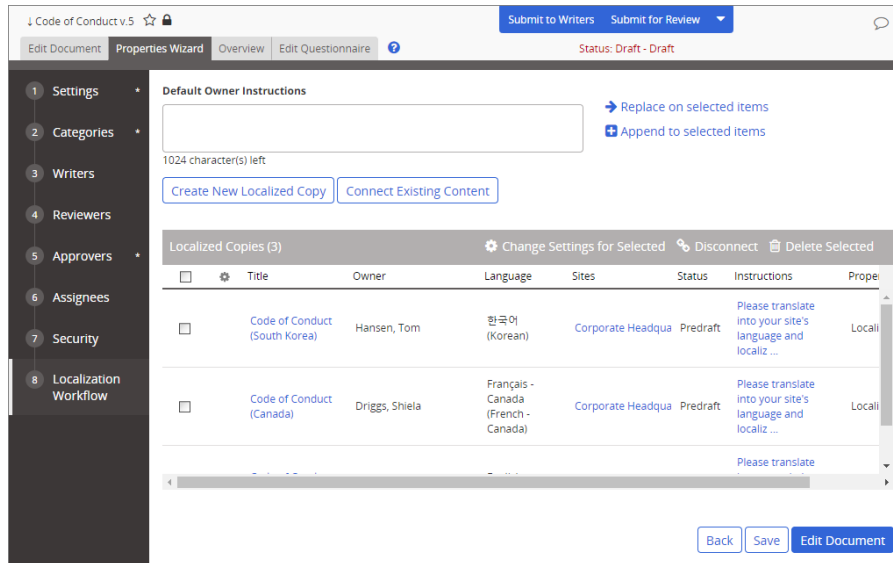 Code of Conduct v.5
Submit to Writers Submit for Review
Edit Document Properties Wizard Overview Edit Questionnaire ?
Status: Draft - Draft
1 Settings *
2 Categories *
3 Writers
4 Reviewers
5 Approvers *
6 Assignees
7 Security
8 Localization
Workflow
Default Owner Instructions
Replace on selected items
Append to selected items
1024 character(s) left
Create New Localized Copy Connect Existing Content
Localized Copies (3) Change Settings for Selected Disconnect Delete Selected
Title Owner Language Sites Status Instructions Proper
Code of Conduct
(South Korea)
Hansen, Tom
한국어
(Korean)
Corporate Headqua
Predraft
Please translate
into your site's
language and
localiz ...
Locali
Code of Conduct
(Canada)
Driggs, Shiela
Français -
Canada
(French -
Canada)
Corporate Headqua
Predraft
Please translate
into your site's
language and
localiz ...
Locali
Please translate
Back Save Edit Document